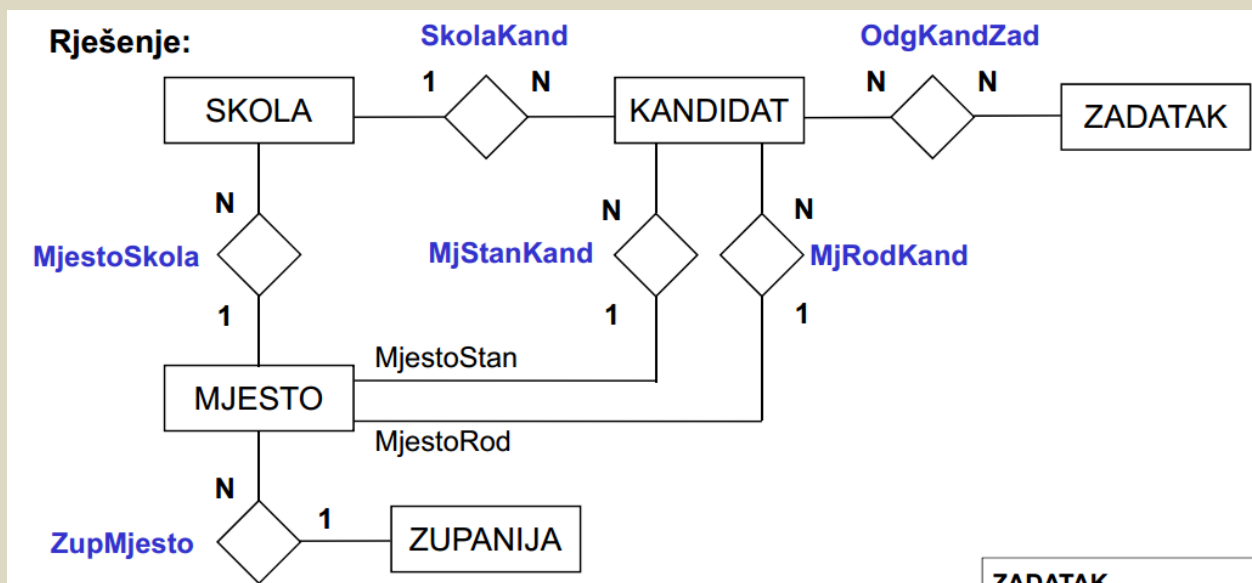 Rješenje:
SkolaKand
OdgKandZad
1
N
N
N
SKOLA
KANDIDAT
ZADATAK
N
N
N
MjestoSkola
MjStanKand
MjRodKand
1
1
1
MjestoStan
MJESTO
MjestoRod
N
1
ZupMjesto
ZUPANIJA
ZADATAK